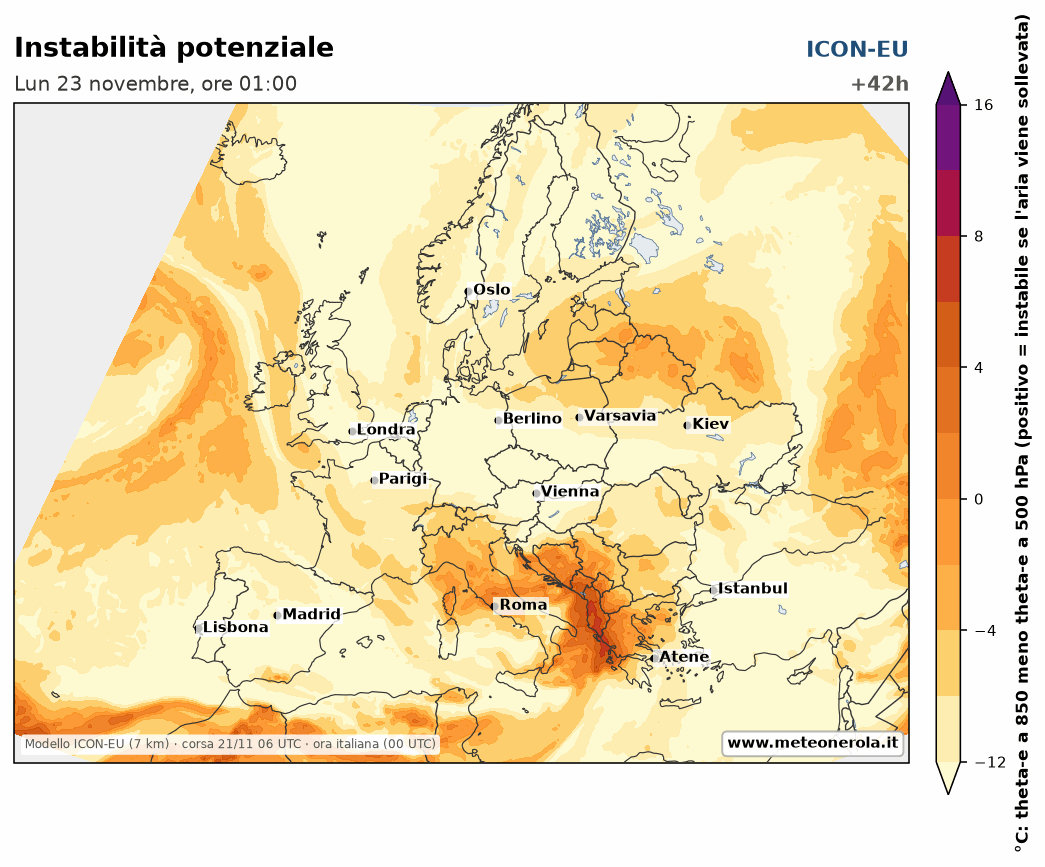 Instabilità potenziale
ICON-EU
Lun 23 novembre, ore 01:00
+42h
Oslo
Londra
Berlino
Varsavia
Kiev
Parigi
Vienna
Istanbul
Roma
Madrid
Lisbona
Atene
Modello ICON-EU (7 km) · corsa 21/11 06 UTC · ora italiana (00 UTC)
www.meteonerola.it
16
8
4
0
−4
−12
°C: theta-e a 850 meno theta-e a 500 hPa (positivo = instabile se l'aria viene sollevata)